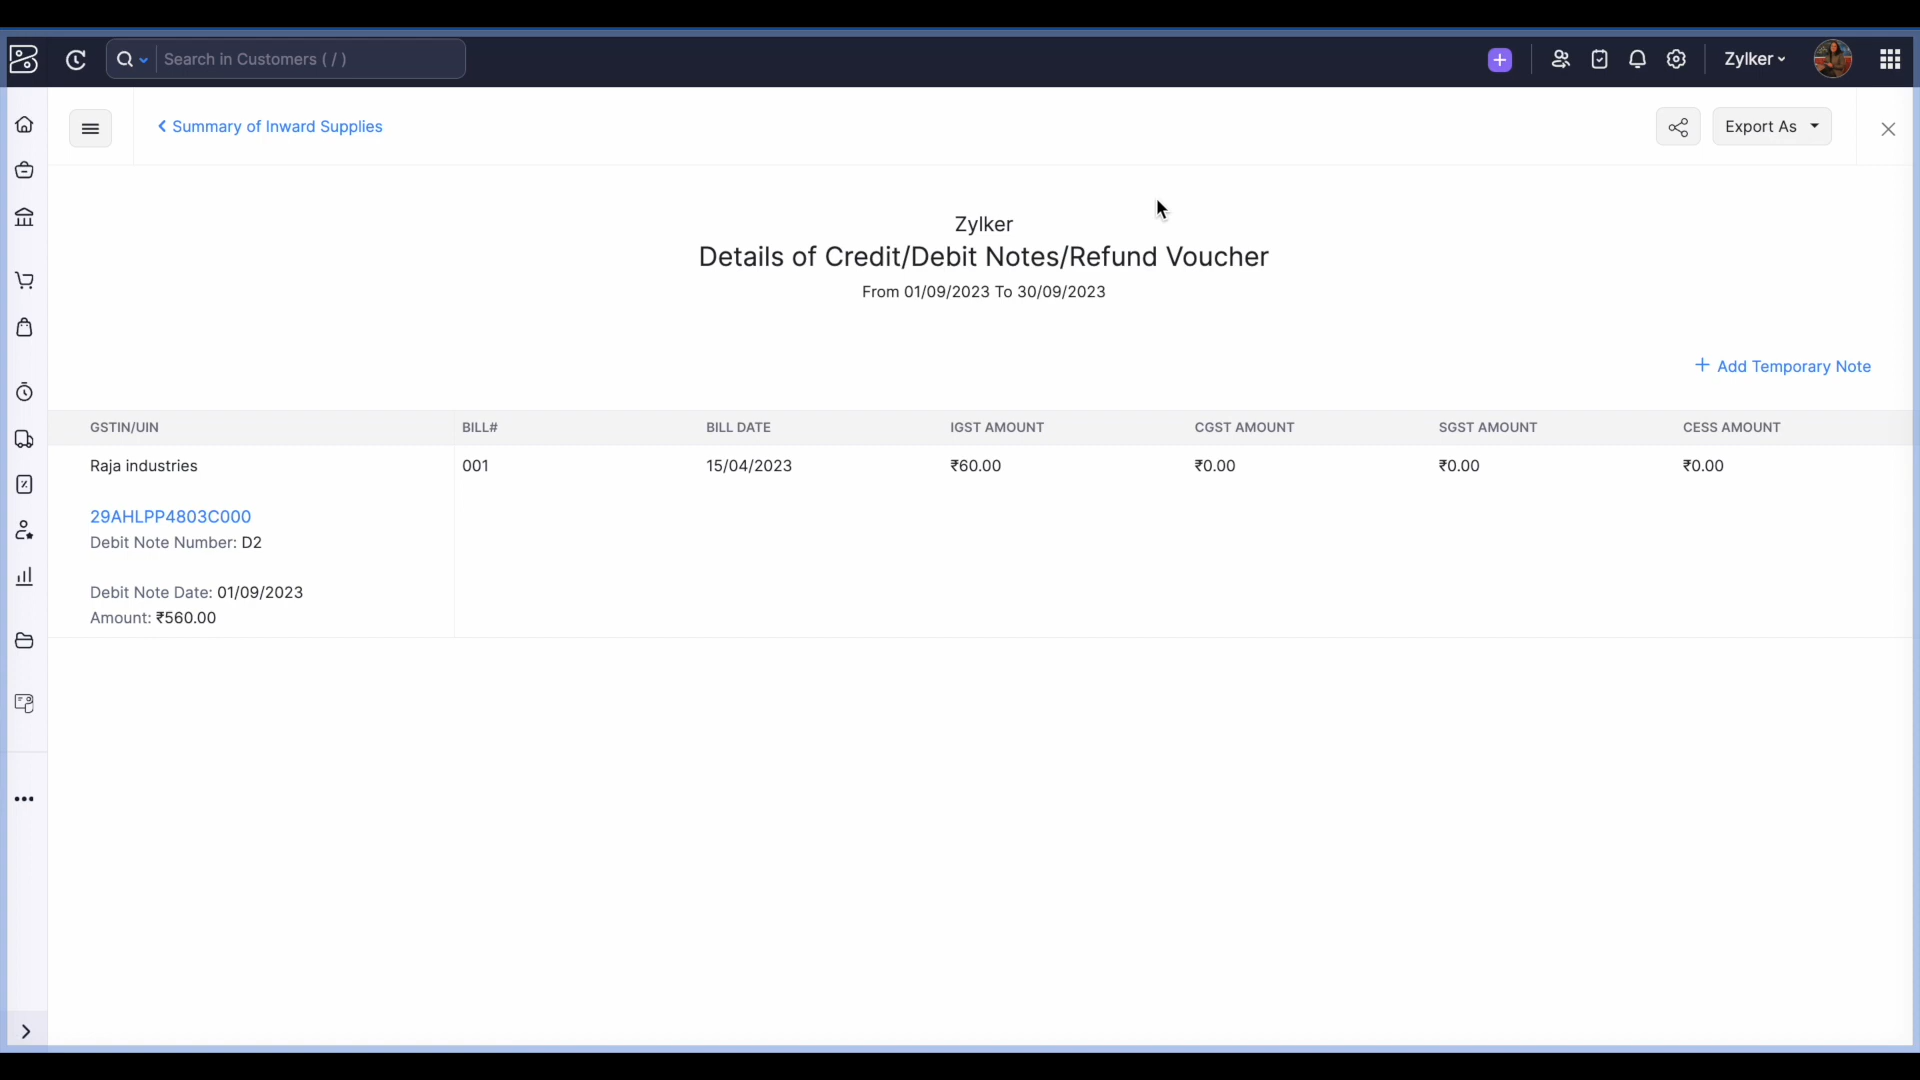 Search in Customers ( / )
Zylker
Summary of Inward Supplies
Export As
Zylker
Details of Credit/Debit Notes/Refund Voucher
From 01/09/2023 To 30/09/2023
Add Temporary Note
GSTIN/UIN BILL# BILL DATE IGST AMOUNT CGST AMOUNT SGST AMOUNT CESS AMOUNT
Raja industries 001 15/04/2023 ₹60.00 ₹0.00 ₹0.00 ₹0.00
29AHLPP4803C000
Debit Note Number: D2
Debit Note Date: 01/09/2023
Amount: ₹560.00